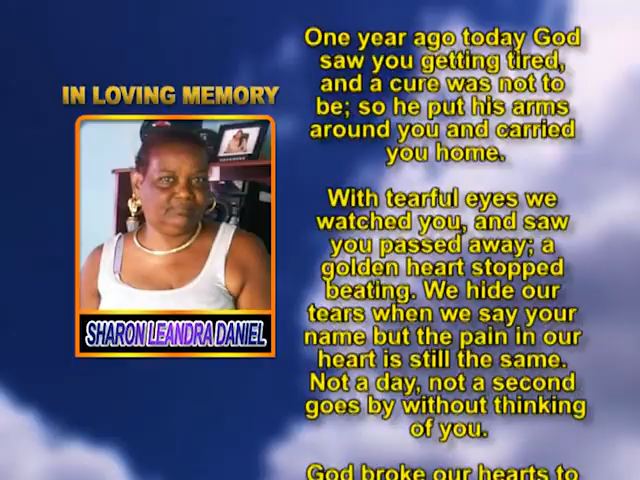 IN LOVING MEMORY
SHARON LEANDRA DANIEL
One year ago today God
saw you getting tired,
and a cure was not to
be; so he put his arms
around you and carried
you home.
With tearful eyes we
watched you, and saw
you passed away; a
golden heart stopped
beating. We hide our
tears when we say your
name but the pain in our
heart is still the same.
Not a day, not a second
goes by without thinking
of you.
God broke our hearts to